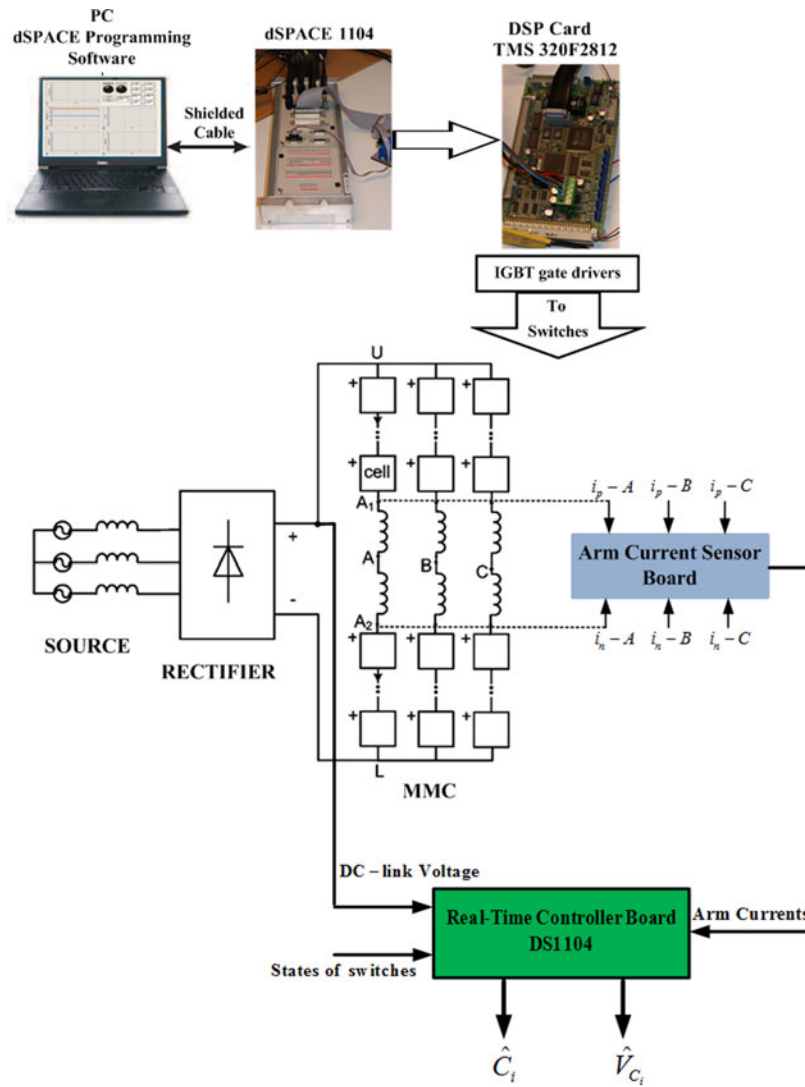 PC
dSPACE Programming
Software
dSPACE 1104
DSP Card
TMS 320F2812
Shielded
Cable
IGBT gate drivers
To
Switches
U
+ + +
cell
+ + +
A₁
A
B
C
A₂
i_p – A i_p – B i_p – C
Arm Current Sensor
Board
i_n – A i_n – B i_n – C
+
-
SOURCE
RECTIFIER
+ + +
+ + +
L
MMC
DC – link Voltage
Real-Time Controller Board
DS1104
Arm Currents
States of switches
Ĉ_i
V̂_{C_i}